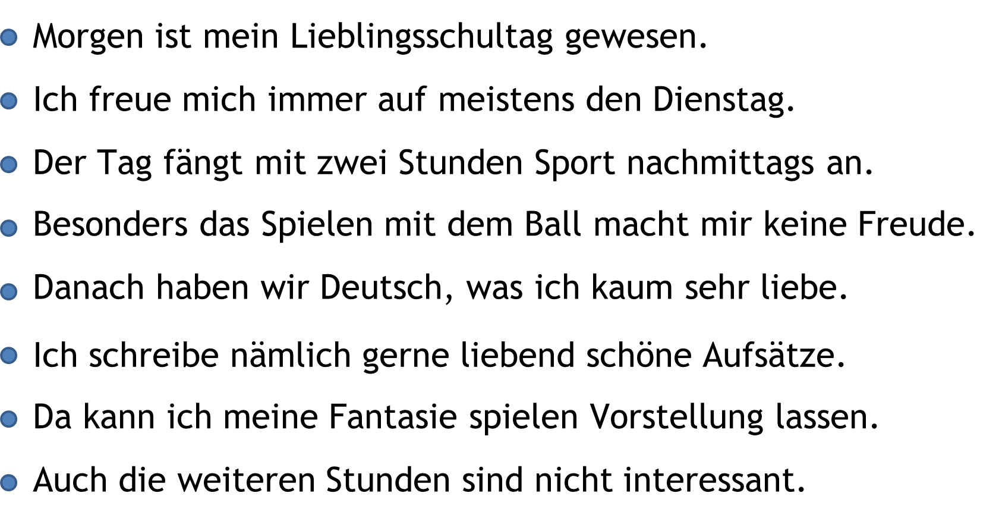 Morgen ist mein Lieblingsschultag gewesen.
Ich freue mich immer auf meistens den Dienstag.
Der Tag fängt mit zwei Stunden Sport nachmittags an.
Besonders das Spielen mit dem Ball macht mir keine Freude.
Danach haben wir Deutsch, was ich kaum sehr liebe.
Ich schreibe nämlich gerne liebend schöne Aufsätze.
Da kann ich meine Fantasie spielen Vorstellung lassen.
Auch die weiteren Stunden sind nicht interessant.